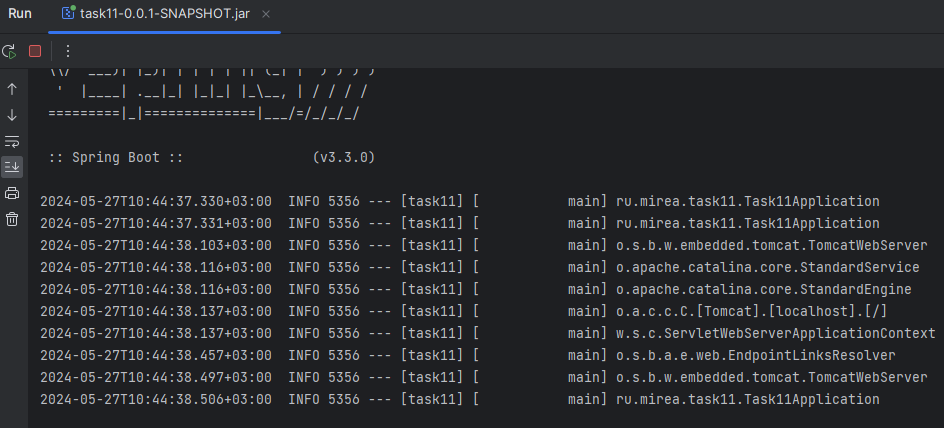 Run
task11-0.0.1-SNAPSHOT.jar
\\/  ___)| |_)| | | | | || (_| |  ) ) ) )
'  |____| .__|_| |_|_| |_\__, | / / / /
=========|_|==============|___/=/_/_/_/
:: Spring Boot ::                (v3.3.0)
2024-05-27T10:44:37.330+03:00  INFO 5356 --- [task11] [           main] ru.mirea.task11.Task11Application
2024-05-27T10:44:37.331+03:00  INFO 5356 --- [task11] [           main] ru.mirea.task11.Task11Application
2024-05-27T10:44:38.103+03:00  INFO 5356 --- [task11] [           main] o.s.b.w.embedded.tomcat.TomcatWebServer
2024-05-27T10:44:38.116+03:00  INFO 5356 --- [task11] [           main] o.apache.catalina.core.StandardService
2024-05-27T10:44:38.116+03:00  INFO 5356 --- [task11] [           main] o.apache.catalina.core.StandardEngine
2024-05-27T10:44:38.137+03:00  INFO 5356 --- [task11] [           main] o.a.c.c.C.[Tomcat].[localhost].[/]
2024-05-27T10:44:38.137+03:00  INFO 5356 --- [task11] [           main] w.s.c.ServletWebServerApplicationContext
2024-05-27T10:44:38.457+03:00  INFO 5356 --- [task11] [           main] o.s.b.a.e.web.EndpointLinksResolver
2024-05-27T10:44:38.497+03:00  INFO 5356 --- [task11] [           main] o.s.b.w.embedded.tomcat.TomcatWebServer
2024-05-27T10:44:38.506+03:00  INFO 5356 --- [task11] [           main] ru.mirea.task11.Task11Application